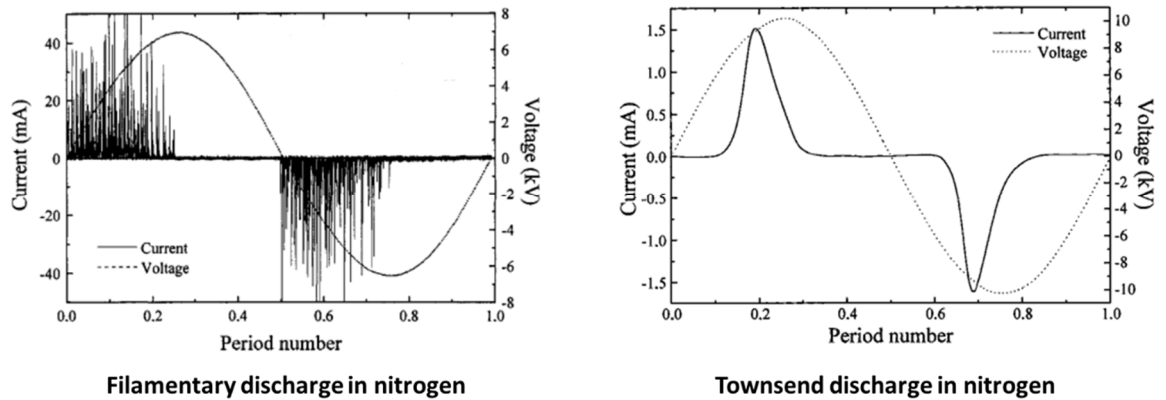 40
20
0
-20
-40
8
6
4
2
0
-2
-4
-6
-8
Current (mA)
Voltage (kV)
Current
Voltage
0.0 0.2 0.4 0.6 0.8 1.0
Period number
Filamentary discharge in nitrogen
1.5
1.0
0.5
0.0
-0.5
-1.0
-1.5
10
8
6
4
2
0
-2
-4
-6
-8
-10
Current (mA)
Voltage (kV)
Current
Voltage
0.0 0.2 0.4 0.6 0.8 1.0
Period number
Townsend discharge in nitrogen